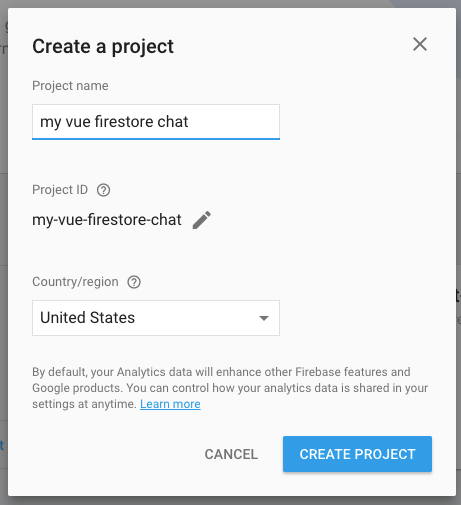 Create a project
Project name
my vue firestore chat
Project ID
my-vue-firestore-chat
Country/region
United States
By default, your Analytics data will enhance other Firebase features and
Google products. You can control how your analytics data is shared in your
settings at anytime. Learn more
CANCEL
CREATE PROJECT